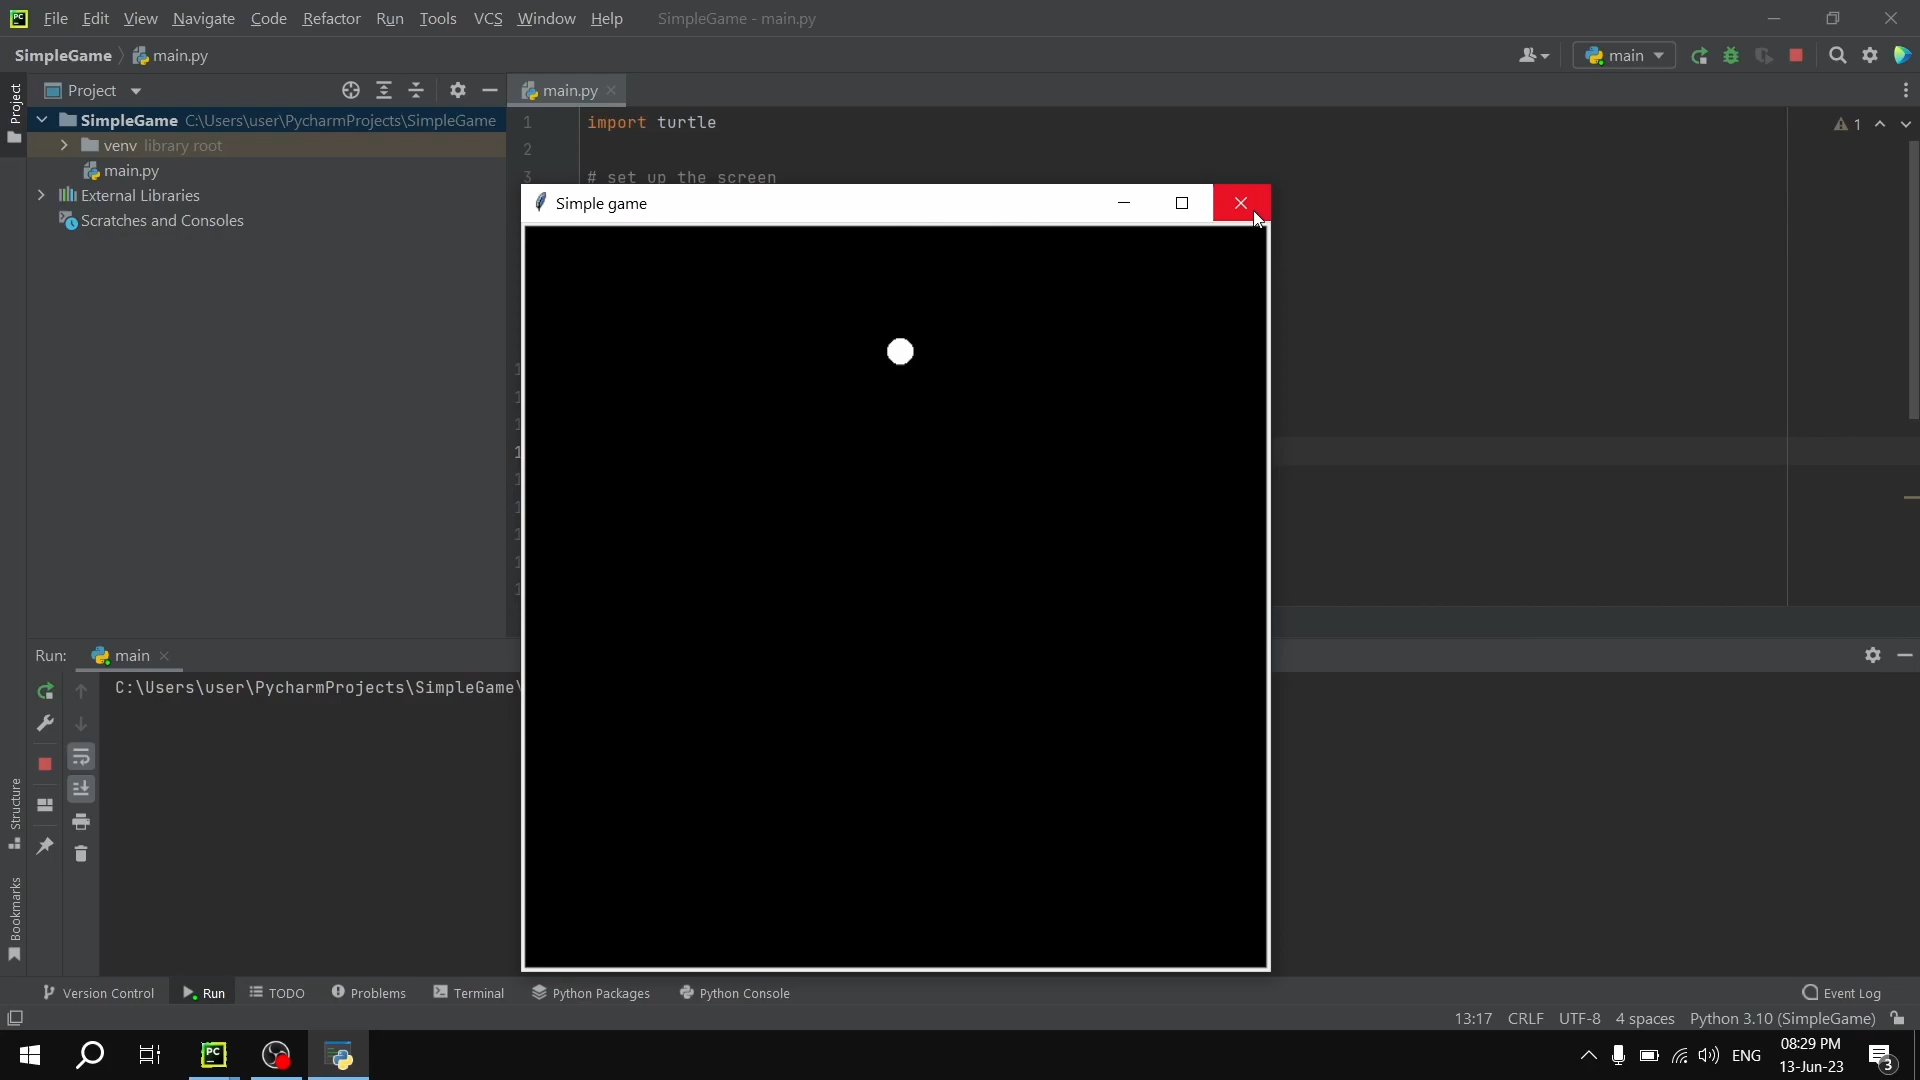 File Edit View Navigate Code Refactor Run Tools VCS Window Help SimpleGame - main.py
SimpleGame main.py main
Project Project main.py
SimpleGame C:\Users\user\PycharmProjects\SimpleGame
venv library root
main.py
External Libraries
Scratches and Consoles
1 import turtle
2
3 # set up the screen
1
Simple game
Run: main
C:\Users\user\PycharmProjects\SimpleGame\
Structure
Bookmarks
Version Control Run TODO Problems Terminal Python Packages Python Console Event Log
13:17 CRLF UTF-8 4 spaces Python 3.10 (SimpleGame)
PC ENG 08:29 PM
13-Jun-23
3